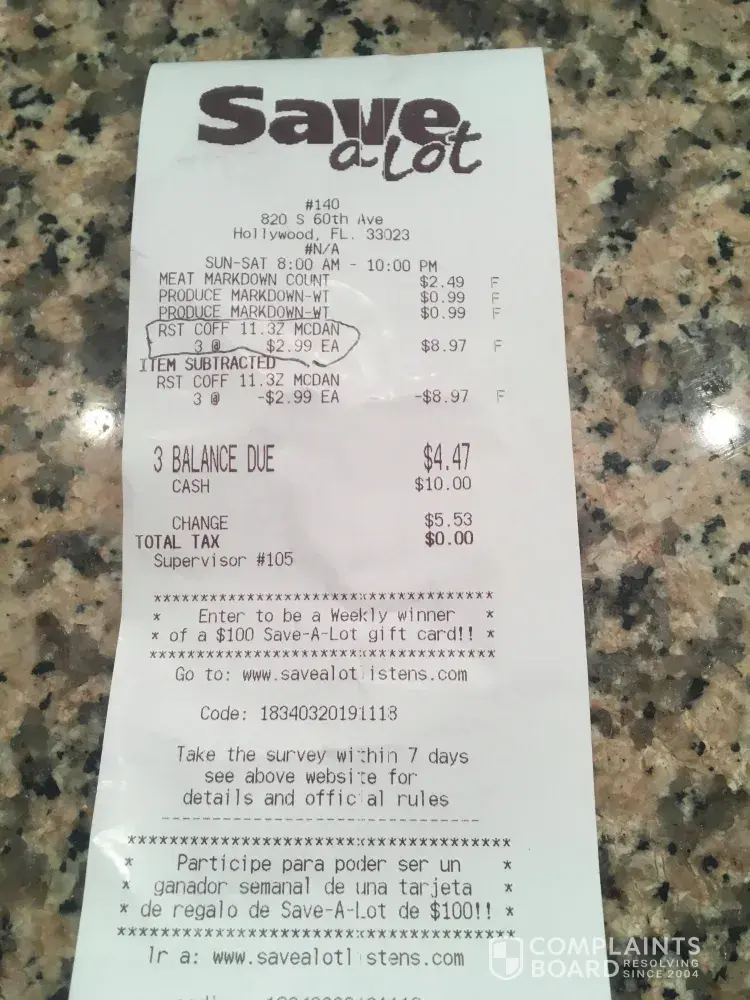 Save
a Lot
#140
820 S 60th Ave
Hollywood, FL. 33023
#N/A
SUN-SAT 8:00 AM - 10:00 PM
MEAT MARKDOWN COUNT $2.49 F
PRODUCE MARKDOWN-WT $0.99 F
PRODUCE MARKDOWN-WT $0.99 F
RST COFF 11.3Z MCDAN
3 @ $2.99 EA $8.97 F
ITEM SUBTRACTED
RST COFF 11.3Z MCDAN
3 @ -$2.99 EA -$8.97 F
3 BALANCE DUE $4.47
CASH $10.00
CHANGE $5.53
TOTAL TAX $0.00
Supervisor #105
**************************************
* Enter to be a Weekly winner *
* of a $100 Save-A-Lot gift card!! *
**************************************
Go to: www.savealotlistens.com
Code: 18340320191118
Take the survey within 7 days
see above website for
details and official rules
------------------------------
**************************************
* Participe para poder ser un *
* ganador semanal de una tarjeta *
* de regalo de Save-A-Lot de $100!! *
**************************************
Ir a: www.savealotlistens.com
COMPLAINTS
BOARD RESOLVING
SINCE 2004